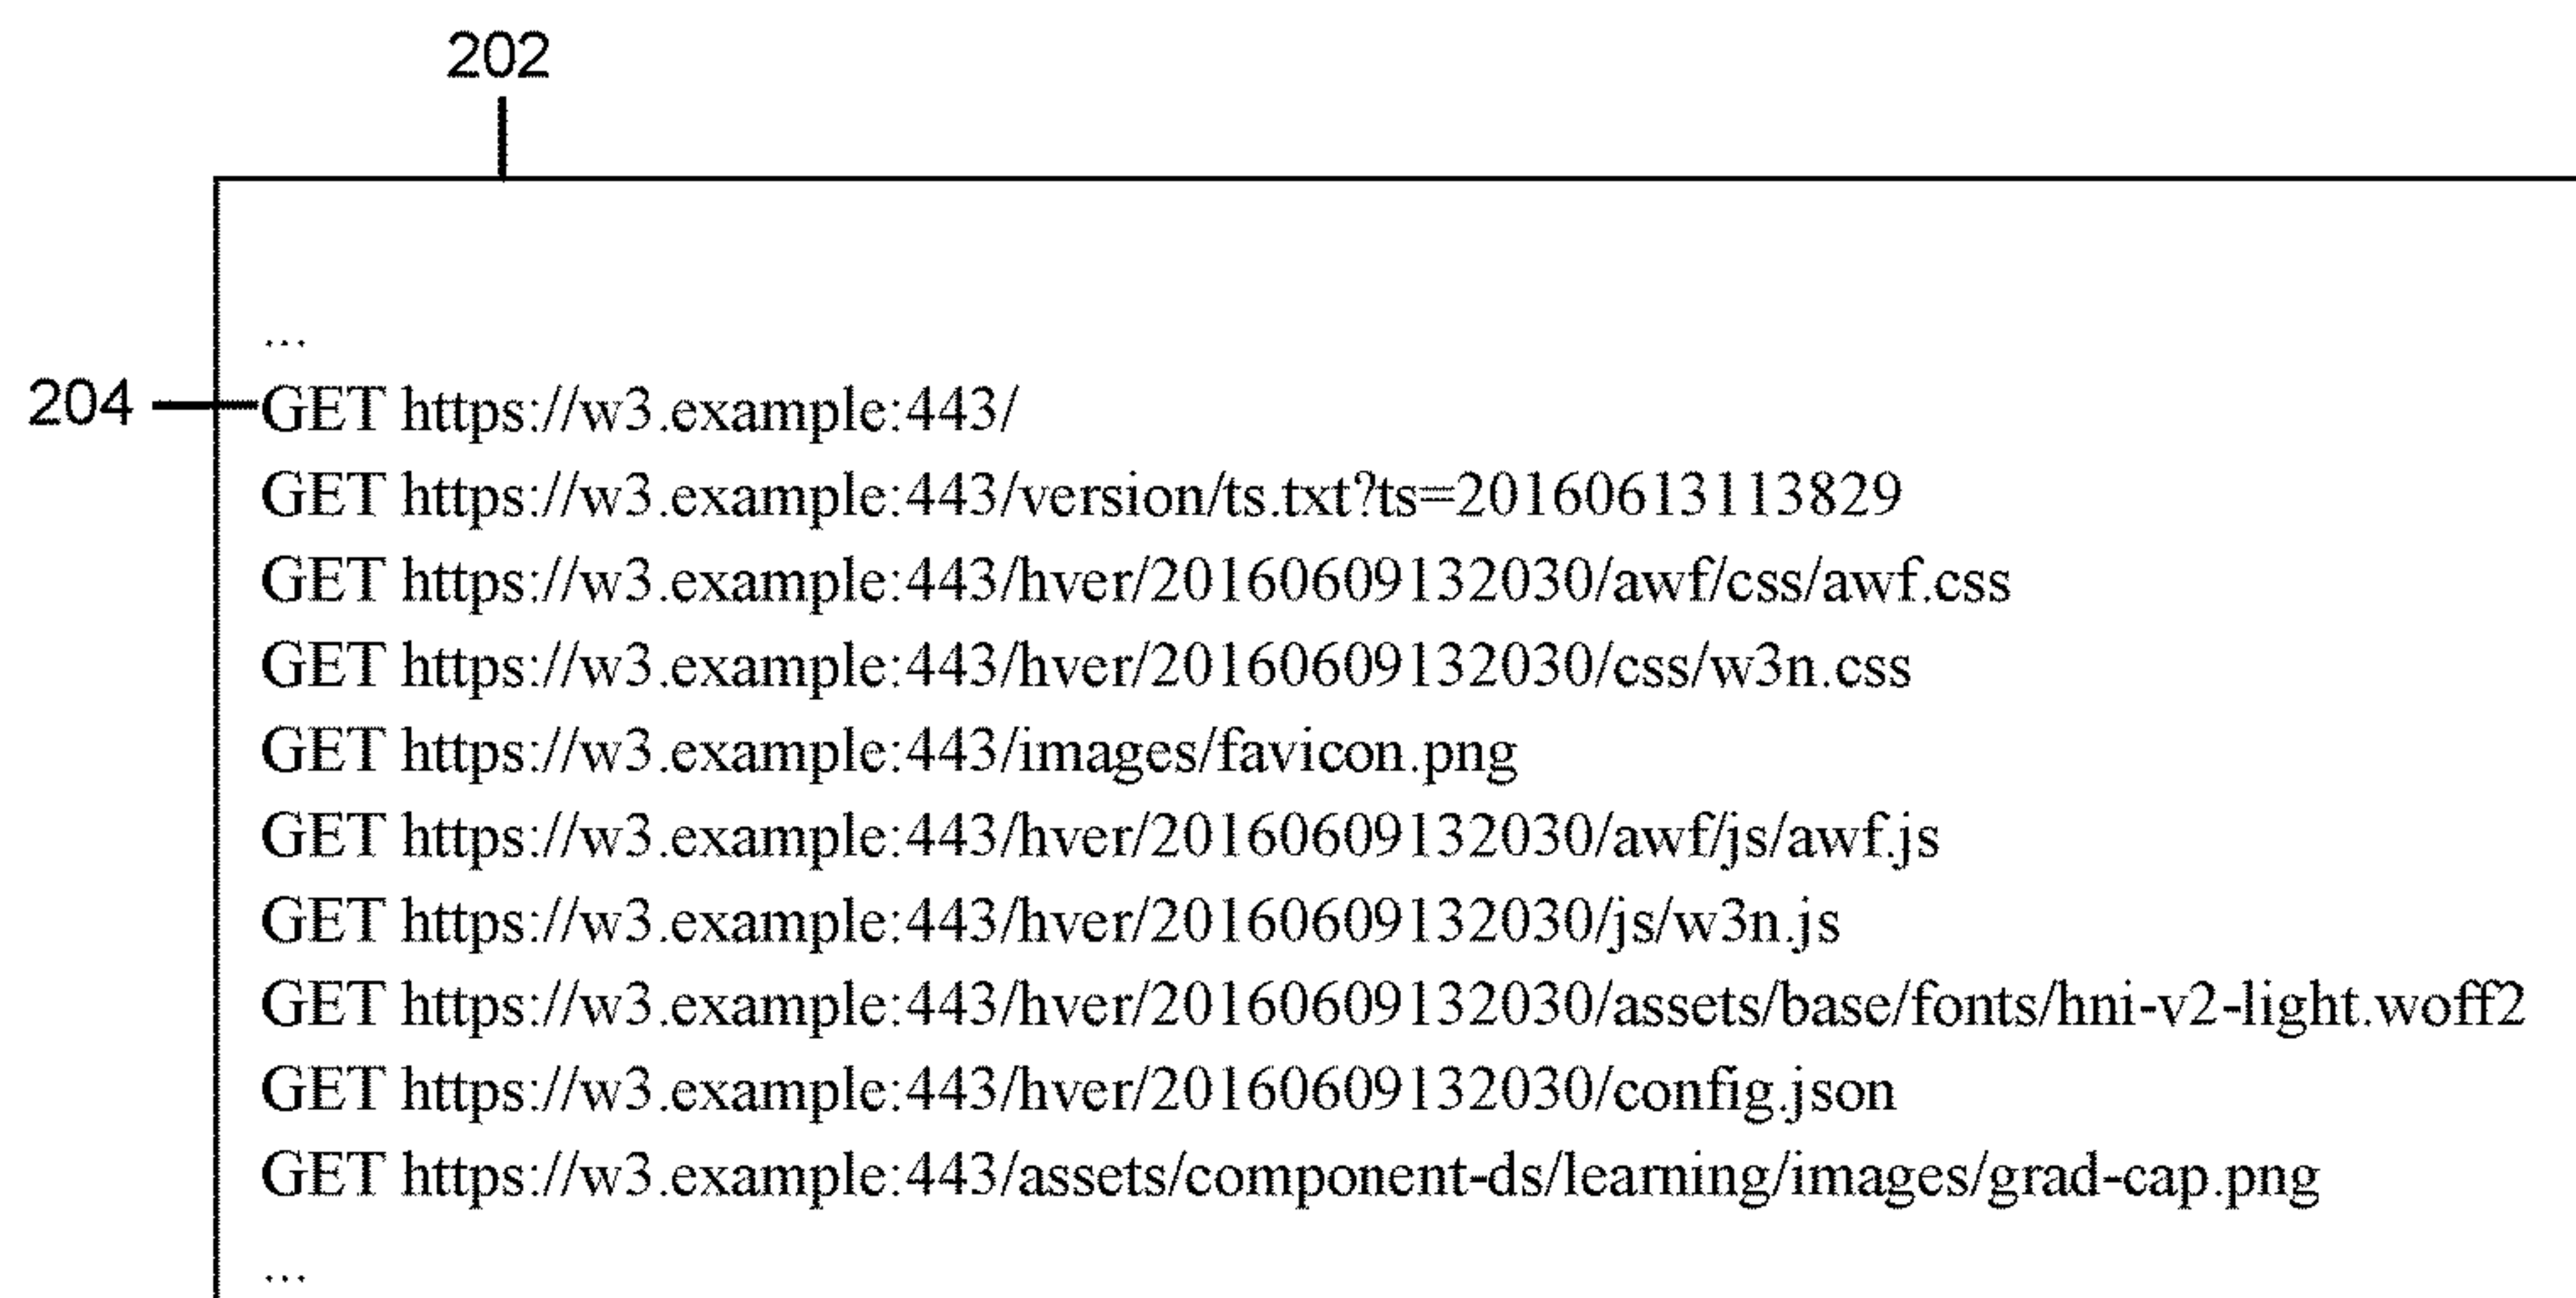 202
...
204 GET https://w3.example:443/
GET https://w3.example:443/version/ts.txt?ts=20160613113829
GET https://w3.example:443/hver/20160609132030/awf/css/awf.css
GET https://w3.example:443/hver/20160609132030/css/w3n.css
GET https://w3.example:443/images/favicon.png
GET https://w3.example:443/hver/20160609132030/awf/js/awf.js
GET https://w3.example:443/hver/20160609132030/js/w3n.js
GET https://w3.example:443/hver/20160609132030/assets/base/fonts/hni-v2-light.woff2
GET https://w3.example:443/hver/20160609132030/config.json
GET https://w3.example:443/assets/component-ds/learning/images/grad-cap.png
...